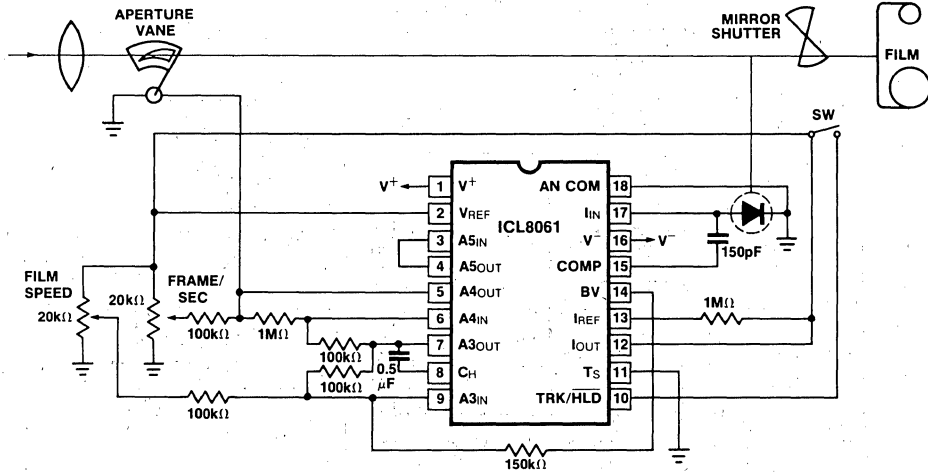 APERTURE
VANE
MIRROR
SHUTTER
FILM
SW
V+
1
V+
AN COM
18
2
VREF
ICL8061
IIN
17
3
A5IN
V−
16
V−
4
A5OUT
COMP
15
150pF
FILM
SPEED
20kΩ
20kΩ
FRAME/
SEC
100kΩ
1MΩ
5
A4OUT
BV
14
6
A4IN
IREF
13
1MΩ
7
A3OUT
IOUT
12
100kΩ
0.5
μF
8
CH
TS
11
100kΩ
100kΩ
9
A3IN
TRK/HLD
10
150kΩ